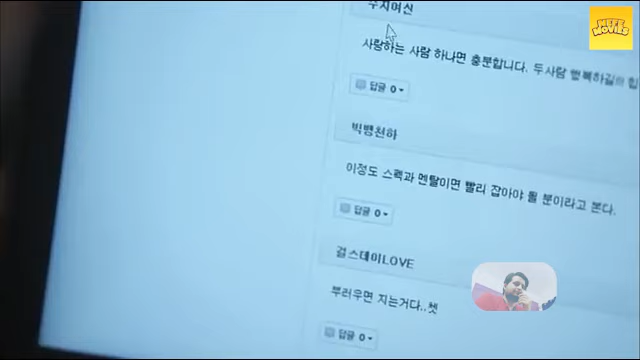 수지여신
HEFF MOVIES
사랑하는 사람 하나면 충분합니다. 두사람 행복하길!!! 힘
답글 0
빅뱅천하
이정도 스펙과 멘탈이면 빨리 잡아야 될 분이라고 본다.
답글 0
걸스데이LOVE
부러우면 지는거다..쳇
답글 0